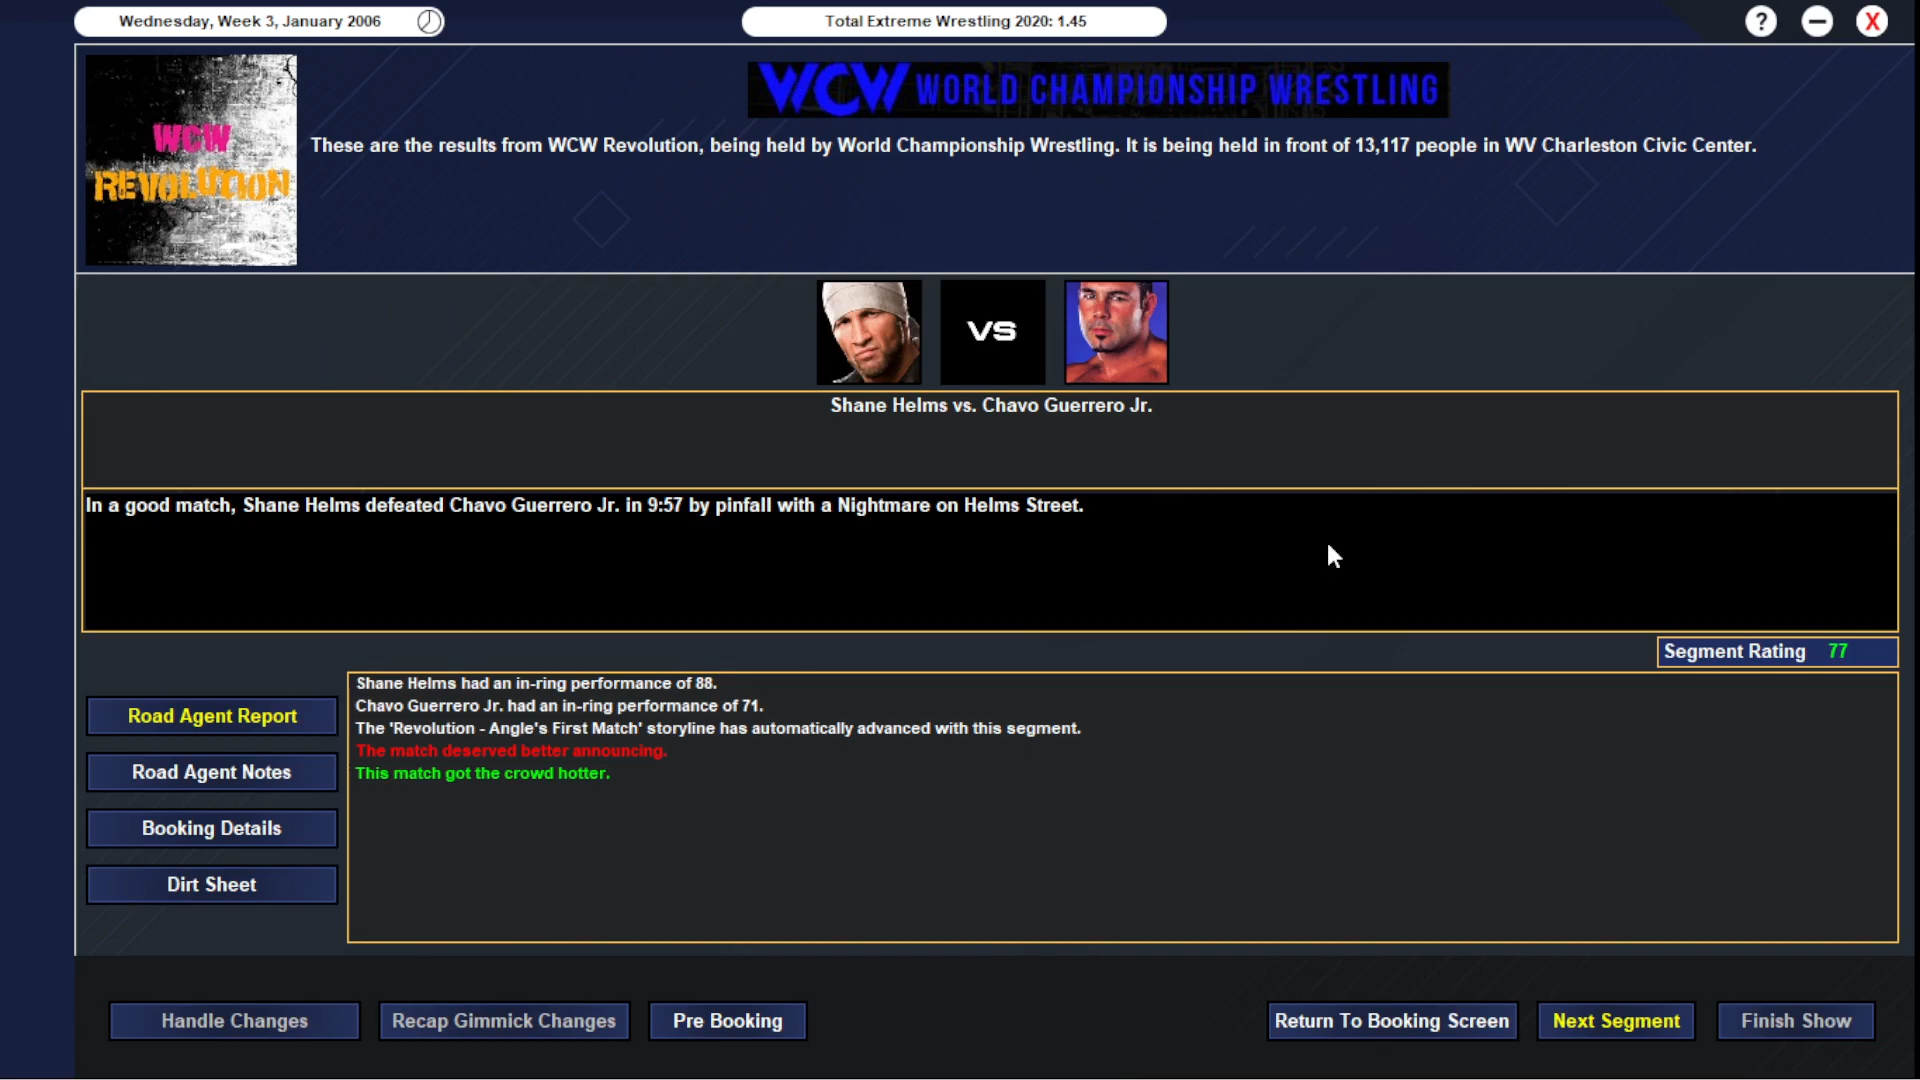 Wednesday, Week 3, January 2006
Total Extreme Wrestling 2020: 1.45
?
X
WCW
REVOLUTION
WCW WORLD CHAMPIONSHIP WRESTLING
These are the results from WCW Revolution, being held by World Championship Wrestling. It is being held in front of 13,117 people in WV Charleston Civic Center.
VS
Shane Helms vs. Chavo Guerrero Jr.
In a good match, Shane Helms defeated Chavo Guerrero Jr. in 9:57 by pinfall with a Nightmare on Helms Street.
Segment Rating 77
Road Agent Report
Road Agent Notes
Booking Details
Dirt Sheet
Shane Helms had an in-ring performance of 88.
Chavo Guerrero Jr. had an in-ring performance of 71.
The 'Revolution - Angle's First Match' storyline has automatically advanced with this segment.
The match deserved better announcing.
This match got the crowd hotter.
Handle Changes
Recap Gimmick Changes
Pre Booking
Return To Booking Screen
Next Segment
Finish Show